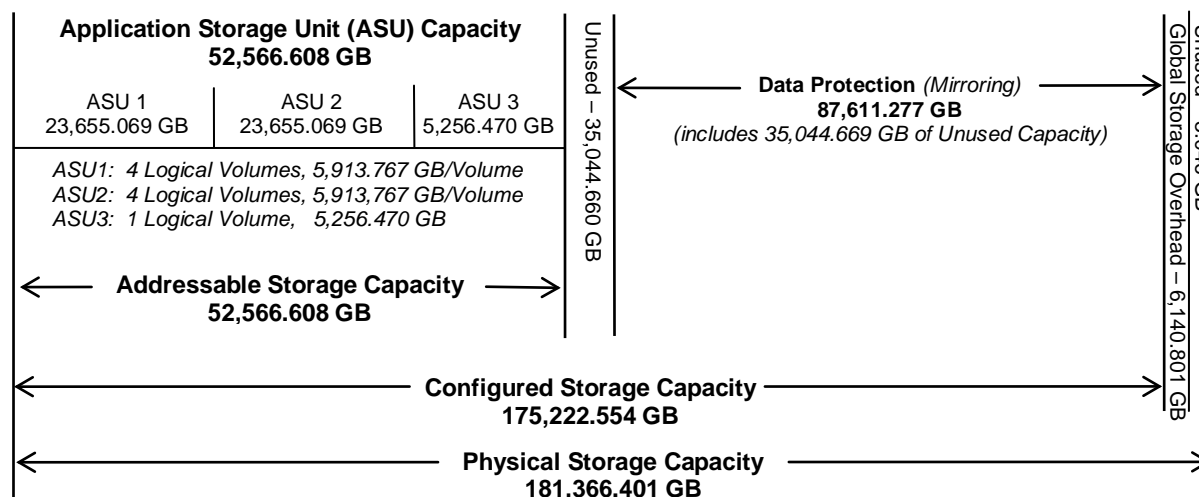 Application Storage Unit (ASU) Capacity
52,566.608 GB
ASU 1
23,655.069 GB
ASU 2
23,655.069 GB
ASU 3
5,256.470 GB
ASU1: 4 Logical Volumes, 5,913.767 GB/Volume
ASU2: 4 Logical Volumes, 5,913,767 GB/Volume
ASU3: 1 Logical Volume, 5,256.470 GB
Addressable Storage Capacity
52,566.608 GB
Unused – 35,044.660 GB
Data Protection (Mirroring)
87,611.277 GB
(includes 35,044.669 GB of Unused Capacity)
Global Storage Overhead – 6,140.801 GB
Configured Storage Capacity
175,222.554 GB
Physical Storage Capacity
181,366.401 GB